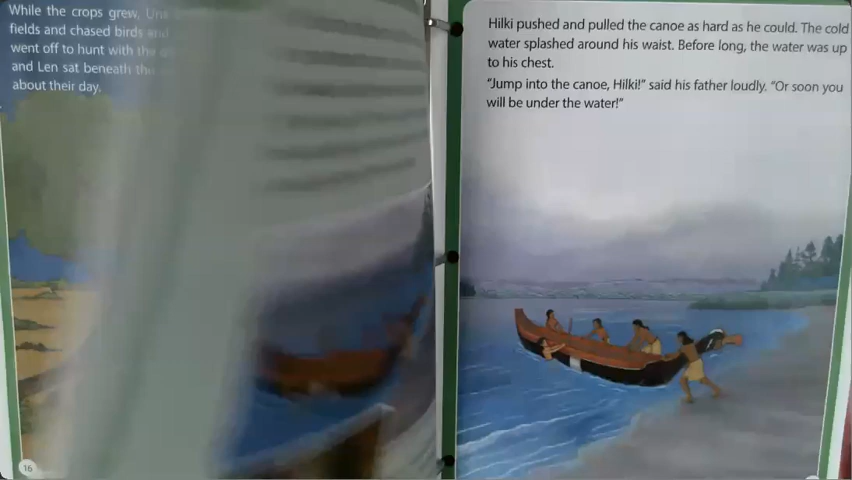 While the crops grew, Una
fields and chased birds and
went off to hunt with the
and Len sat beneath the
about their day.
16
Hilki pushed and pulled the canoe as hard as he could. The cold
water splashed around his waist. Before long, the water was up
to his chest.
“Jump into the canoe, Hilki!” said his father loudly. “Or soon you
will be under the water!”